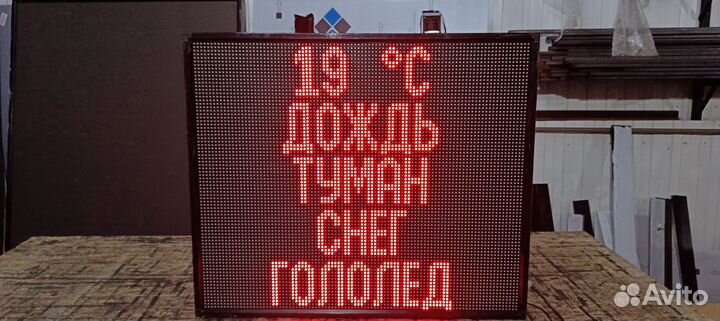 19 °C
ДОЖДЬ
ТУМАН
СНЕГ
ГОЛОЛЕД
Avito